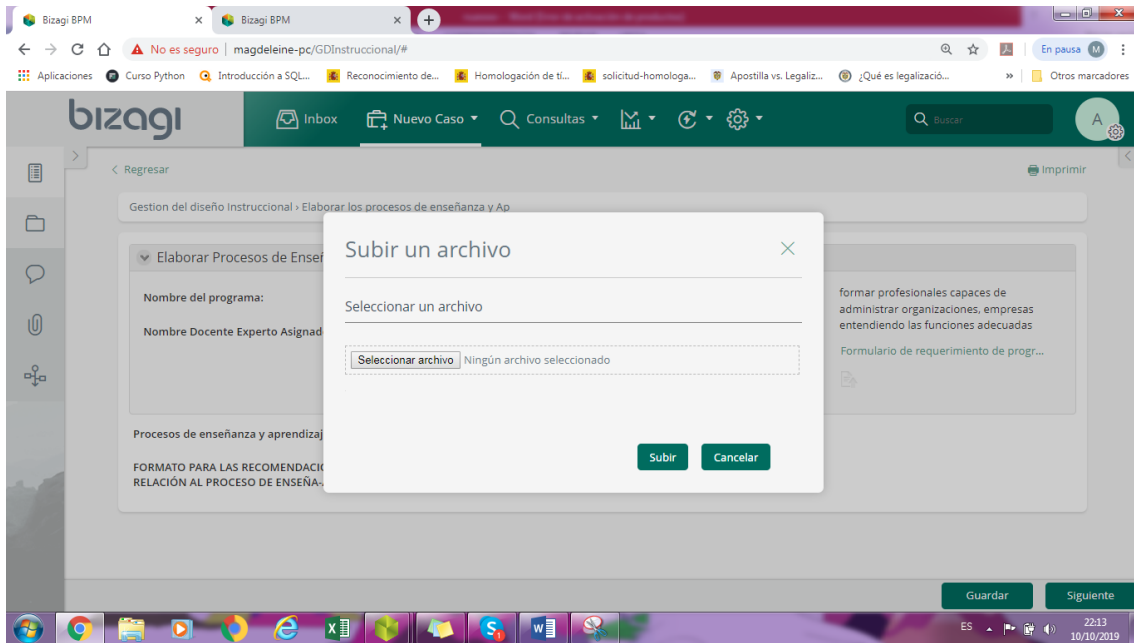 Bizagi BPM
Bizagi BPM
No es seguro | magdeleine-pc/GDInstruccional/#
En pausa M
Aplicaciones
Curso Python
Introducción a SQL...
Reconocimiento de...
Homologación de tí...
solicitud-homologa...
Apostilla vs. Legaliz...
¿Qué es legalizació...
»
Otros marcadores
bizagi
Inbox
Nuevo Caso
Consultas
Buscar
A
< Regresar
Imprimir
Gestion del diseño Instruccional › Elaborar los procesos de enseñanza y Ap
Elaborar Procesos de Enseñ
Nombre del programa:
Nombre Docente Experto Asignad
formar profesionales capaces de
administrar organizaciones, empresas
entendiendo las funciones adecuadas
Formulario de requerimiento de progr...
Procesos de enseñanza y aprendizaj
FORMATO PARA LAS RECOMENDACI
RELACIÓN AL PROCESO DE ENSEÑA-
Subir un archivo
Seleccionar un archivo
Seleccionar archivo Ningún archivo seleccionado
Subir
Cancelar
Guardar
Siguiente
ES
22:13
10/10/2019